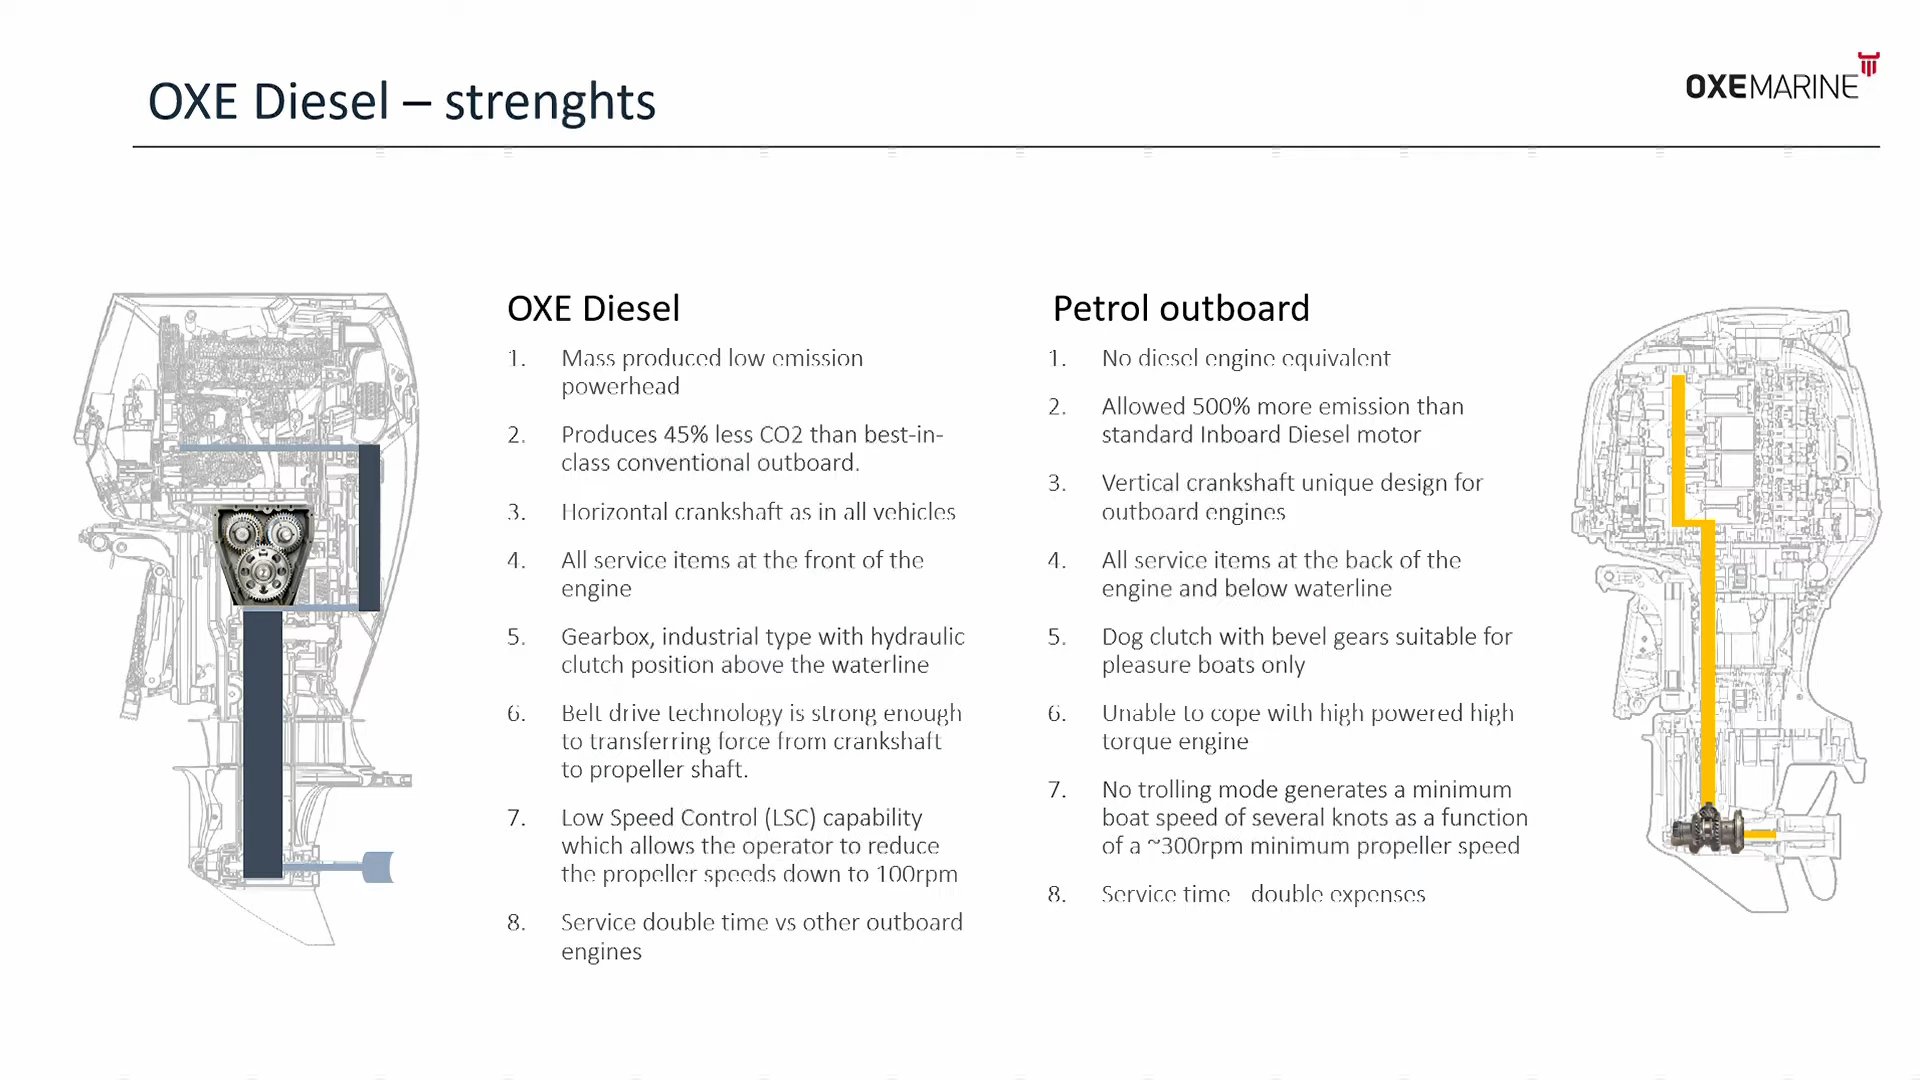 OXE Diesel – strenghts
OXEMARINE
OXE Diesel
1. Mass produced low emission
powerhead
2. Produces 45% less CO2 than best-in-
class conventional outboard.
3. Horizontal crankshaft as in all vehicles
4. All service items at the front of the
engine
5. Gearbox, industrial type with hydraulic
clutch position above the waterline
6. Belt drive technology is strong enough
to transferring force from crankshaft
to propeller shaft.
7. Low Speed Control (LSC) capability
which allows the operator to reduce
the propeller speeds down to 100rpm
8. Service double time vs other outboard
engines
Petrol outboard
1. No diesel engine equivalent
2. Allowed 500% more emission than
standard Inboard Diesel motor
3. Vertical crankshaft unique design for
outboard engines
4. All service items at the back of the
engine and below waterline
5. Dog clutch with bevel gears suitable for
pleasure boats only
6. Unable to cope with high powered high
torque engine
7. No trolling mode generates a minimum
boat speed of several knots as a function
of a ~300rpm minimum propeller speed
8. Service time double expenses